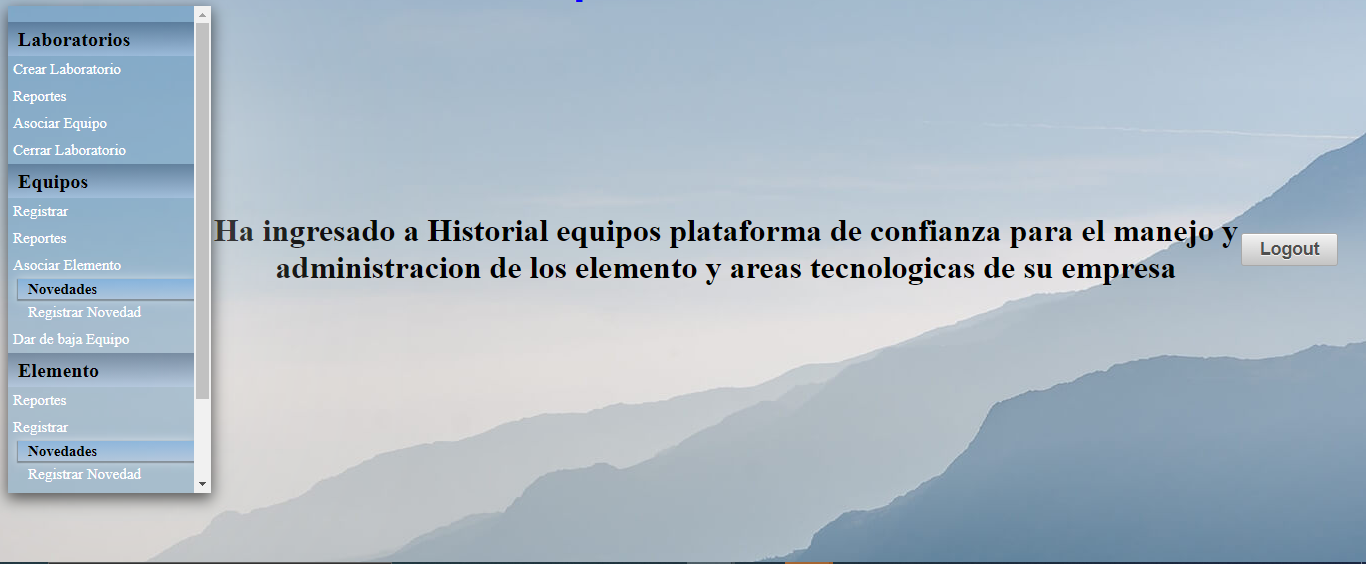 Laboratorios
Crear Laboratorio
Reportes
Asociar Equipo
Cerrar Laboratorio
Equipos
Registrar
Reportes
Asociar Elemento
Novedades
Registrar Novedad
Dar de baja Equipo
Elemento
Reportes
Registrar
Novedades
Registrar Novedad
Ha ingresado a Historial equipos plataforma de confianza para el manejo y
administracion de los elemento y areas tecnologicas de su empresa
Logout